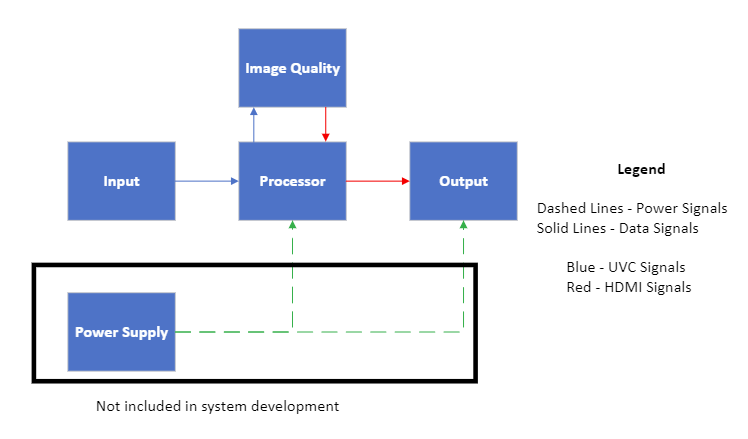 Image Quality
Input
Processor
Output
Legend
Dashed Lines - Power Signals
Solid Lines - Data Signals
Blue - UVC Signals
Red - HDMI Signals
Power Supply
Not included in system development